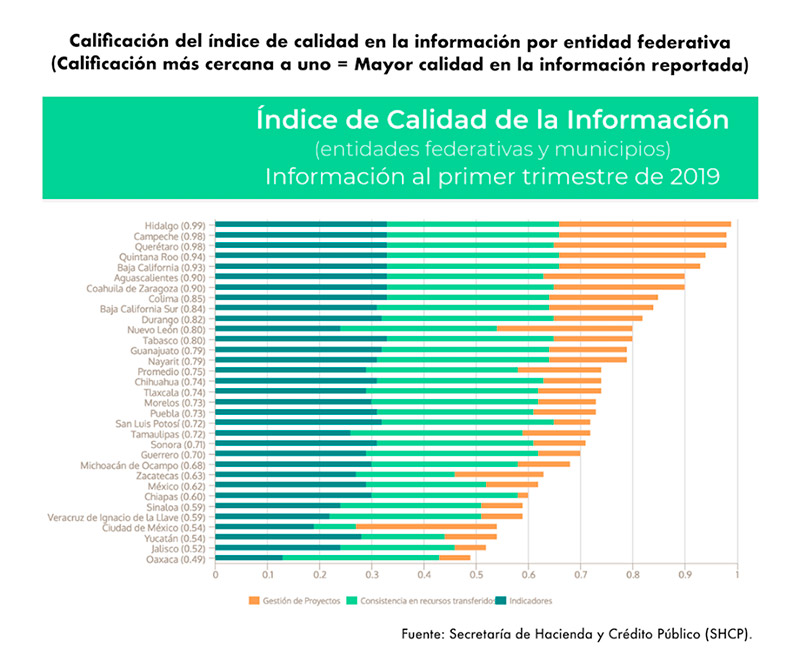 Calificación del índice de calidad en la información por entidad federativa
(Calificación más cercana a uno = Mayor calidad en la información reportada)
Índice de Calidad de la Información
(entidades federativas y municipios)
Información al primer trimestre de 2019
Hidalgo (0.99)
Campeche (0.98)
Querétaro (0.98)
Quintana Roo (0.94)
Baja California (0.93)
Aguascalientes (0.90)
Coahuila de Zaragoza (0.90)
Colima (0.85)
Baja California Sur (0.84)
Durango (0.82)
Nuevo León (0.80)
Tabasco (0.80)
Guanajuato (0.79)
Nayarit (0.79)
Promedio (0.75)
Chihuahua (0.74)
Tlaxcala (0.74)
Morelos (0.73)
Puebla (0.73)
San Luis Potosí (0.72)
Tamaulipas (0.72)
Sonora (0.71)
Guerrero (0.70)
Michoacán de Ocampo (0.68)
Zacatecas (0.63)
México (0.62)
Chiapas (0.60)
Sinaloa (0.59)
Veracruz de Ignacio de la Llave (0.59)
Ciudad de México (0.54)
Yucatán (0.54)
Jalisco (0.52)
Oaxaca (0.49)
0 0.1 0.2 0.3 0.4 0.5 0.6 0.7 0.8 0.9 1
Gestión de Proyectos Consistencia en recursos transferidos Indicadores
Fuente: Secretaría de Hacienda y Crédito Público (SHCP).